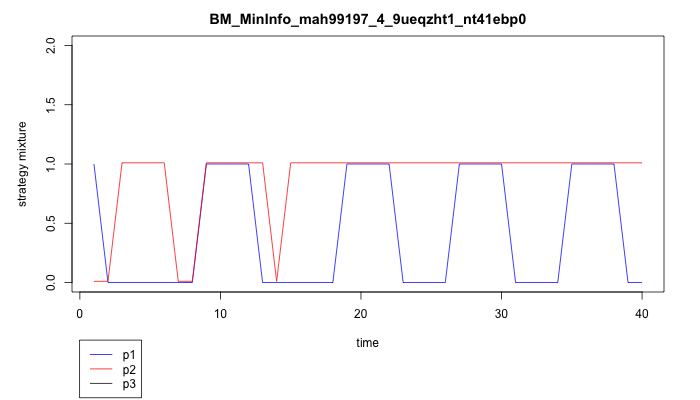 BM_MinInfo_mah99197_4_9ueqzht1_nt41ebp0
strategy mixture
2.0
1.5
1.0
0.5
0.0
0 10 20 30 40
time
p1
p2
p3